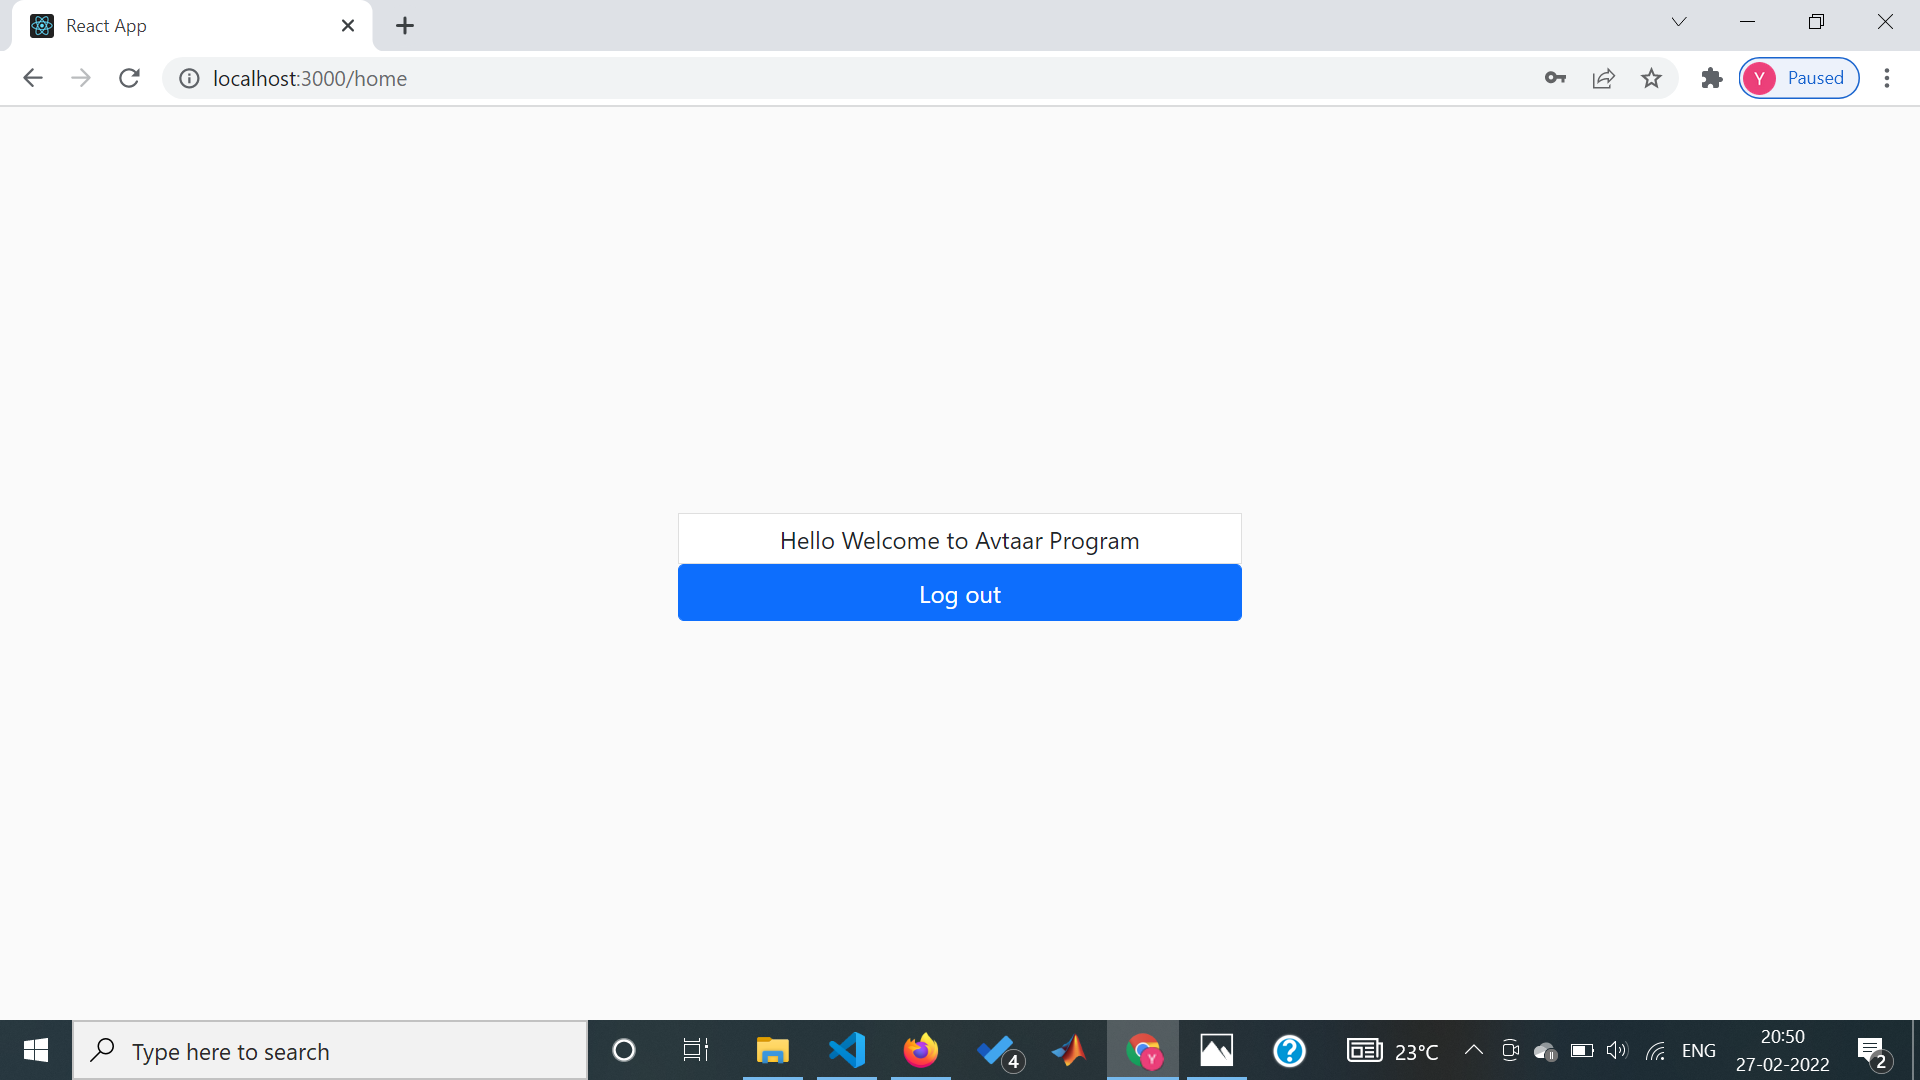 React App
localhost:3000/home
Y Paused
Hello Welcome to Avtaar Program
Log out
Type here to search
4
Y
23°C
ENG
20:50
27-02-2022
2